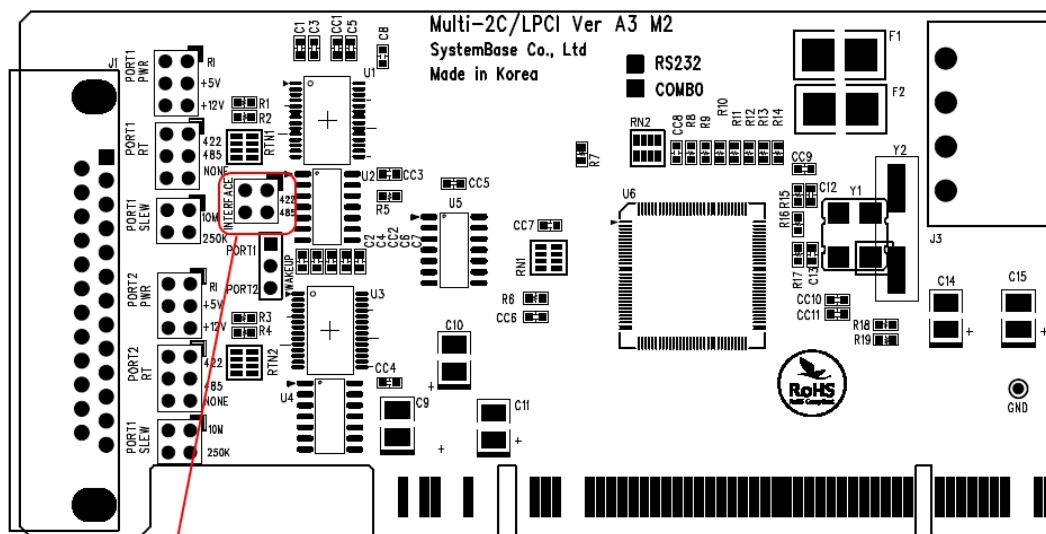 Multi-2C/LPCI Ver A3 M2
SystemBase Co., Ltd
Made in Korea
RS232
COMBO
J1
PORT1
PWR
RI
+5V
+12V
PORT1
RT
422
485
NONE
PORT1
SLEW
10M
250K
INTERFACE
422
485
PORT1
PORT2
WAKEUP
PORT2
PWR
RI
+5V
+12V
PORT2
RT
422
485
NONE
PORT1
SLEW
10M
250K
C1
C3
CC1
C5
C8
U1
R1
R2
RTN1
U2
CC3
R5
C2
C4
CC2
C6
C7
U3
R3
R4
RTN2
U4
CC4
C9
+
C10
+
C11
+
CC5
U5
CC7
RN1
R6
CC6
R7
RN2
CC8
R8
R9
R10
R11
R12
R13
R14
U6
F1
F2
CC9
Y2
R15
C12
Y1
R16
R17
C13
CC10
CC11
R18
R19
J3
C14
+
C15
+
RoHS
RoHS Compliant
GND